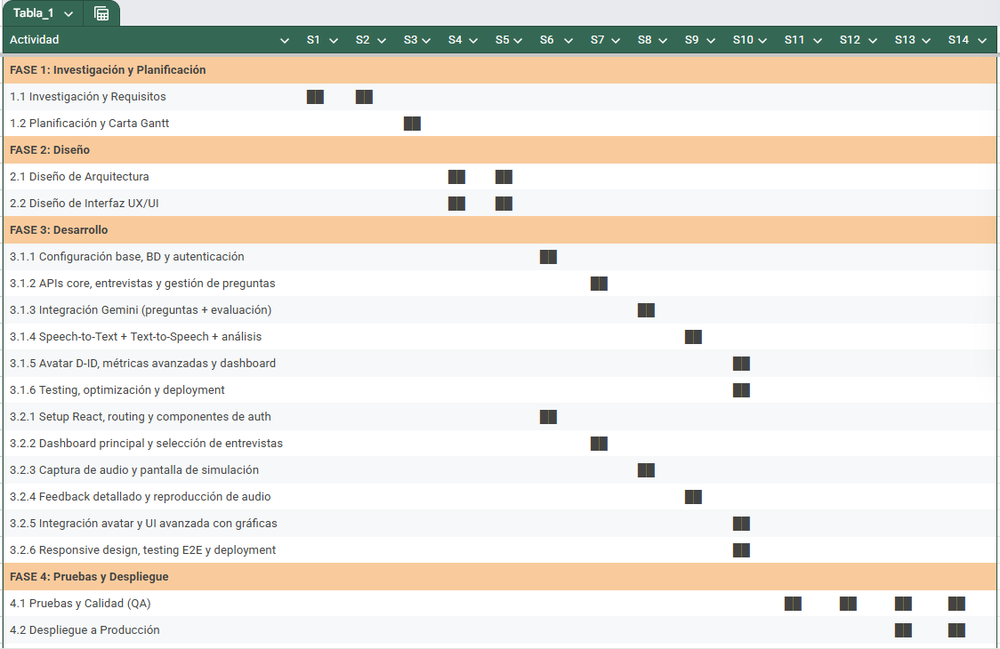 Tabla_1
Actividad S1 S2 S3 S4 S5 S6 S7 S8 S9 S10 S11 S12 S13 S14
FASE 1: Investigación y Planificación
1.1 Investigación y Requisitos ██ ██
1.2 Planificación y Carta Gantt ██
FASE 2: Diseño
2.1 Diseño de Arquitectura ██ ██
2.2 Diseño de Interfaz UX/UI ██ ██
FASE 3: Desarrollo
3.1.1 Configuración base, BD y autenticación ██
3.1.2 APIs core, entrevistas y gestión de preguntas ██
3.1.3 Integración Gemini (preguntas + evaluación) ██
3.1.4 Speech-to-Text + Text-to-Speech + análisis ██
3.1.5 Avatar D-ID, métricas avanzadas y dashboard ██
3.1.6 Testing, optimización y deployment ██
3.2.1 Setup React, routing y componentes de auth ██
3.2.2 Dashboard principal y selección de entrevistas ██
3.2.3 Captura de audio y pantalla de simulación ██
3.2.4 Feedback detallado y reproducción de audio ██
3.2.5 Integración avatar y UI avanzada con gráficas ██
3.2.6 Responsive design, testing E2E y deployment ██
FASE 4: Pruebas y Despliegue
4.1 Pruebas y Calidad (QA) ██ ██ ██ ██
4.2 Despliegue a Producción ██ ██